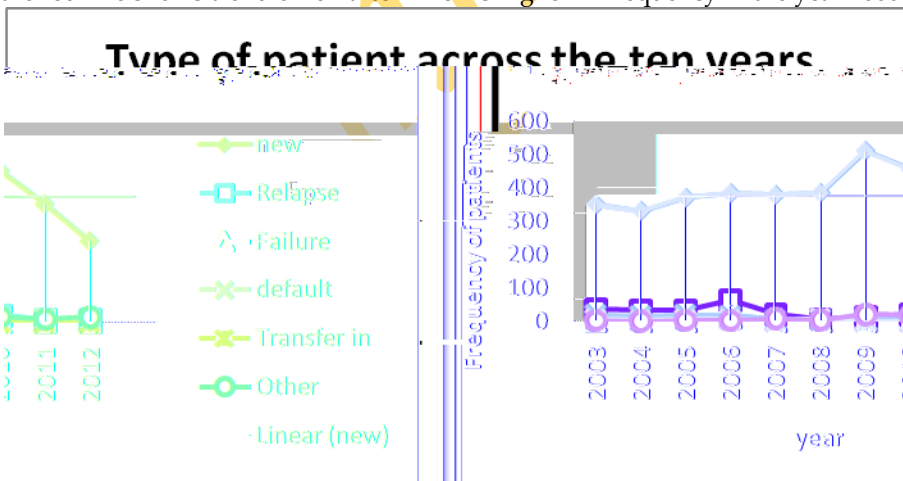 Type of patient across the ten years
new
Relapse
Failure
default
Transfer in
Other
Linear (new)
2011
2012
Frequency of patients
600
500
400
300
200
100
0
2003
2004
2005
2006
2007
2008
2009
year